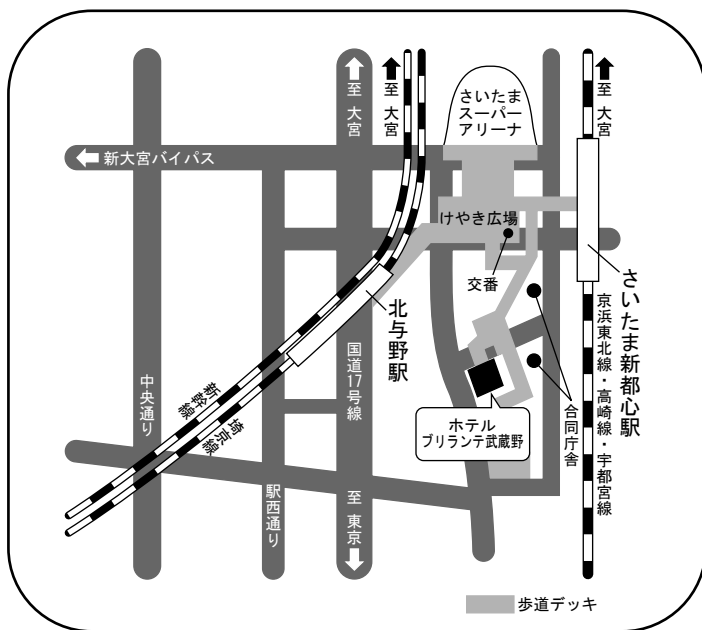 至 大宮
至 大宮
さいたま
スーパー
アリーナ
至 大宮
新大宮バイパス
けやき広場
交番
さいたま新都心駅
京浜東北線・高崎線・宇都宮線
北与野駅
国道17号線
中央通り
新幹線
埼京線
ホテル
ブリランテ武蔵野
合同庁舎
駅西通り
至 東京
歩道デッキ